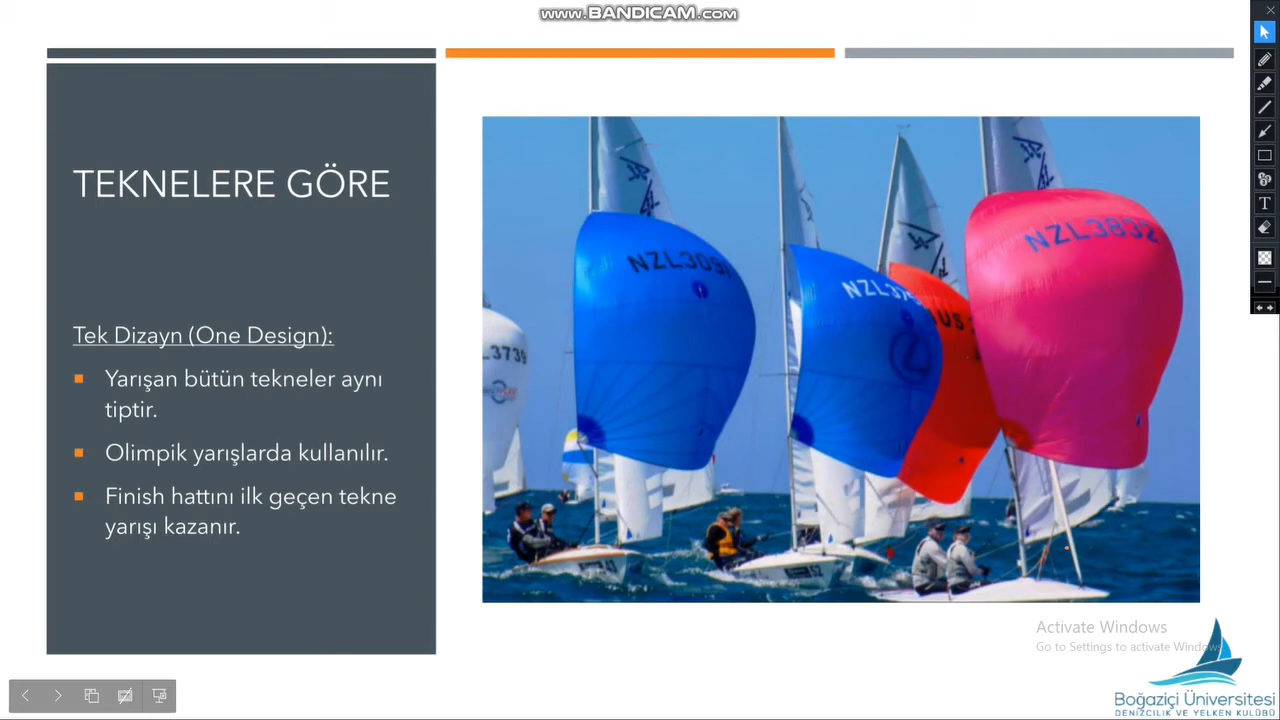 www.BANDICAM.com
TEKNELERE GÖRE
Tek Dizayn (One Design):
Yarışan bütün tekneler aynı
tiptir.
Olimpik yarışlarda kullanılır.
Finish hattını ilk geçen tekne
yarışı kazanır.
NZL3832
L3739
US
Activate Windows
Go to Settings to activate Windows.
Boğaziçi Üniversitesi
DENİZCİLİK VE YELKEN KULÜBÜ